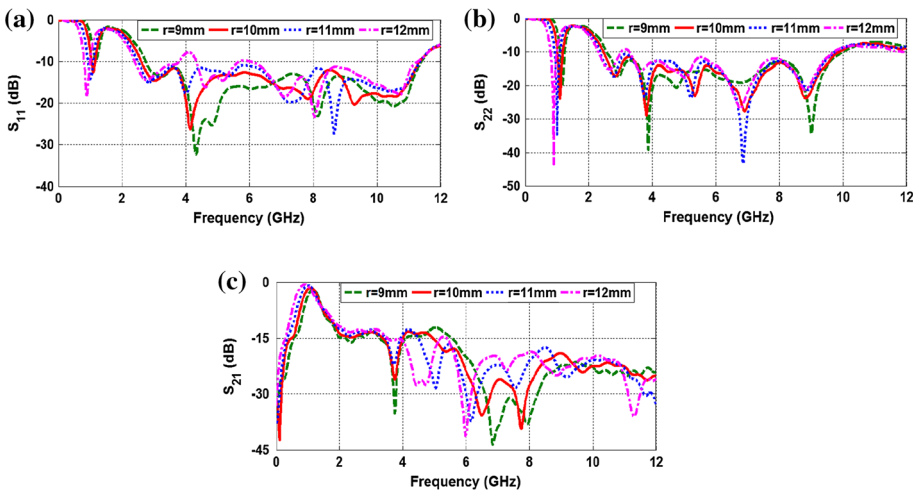 (a)
r=9mm r=10mm r=11mm r=12mm
0
-10
-20
-30
-40
S11 (dB)
0 2 4 6 8 10 12
Frequency (GHz)
(b)
r=9mm r=10mm r=11mm r=12mm
0
-10
-20
-30
-40
-50
S22 (dB)
0 2 4 6 8 10 12
Frequency (GHz)
(c)
r=9mm r=10mm r=11mm r=12mm
0
-15
-30
-45
S21 (dB)
0 2 4 6 8 10 12
Frequency (GHz)